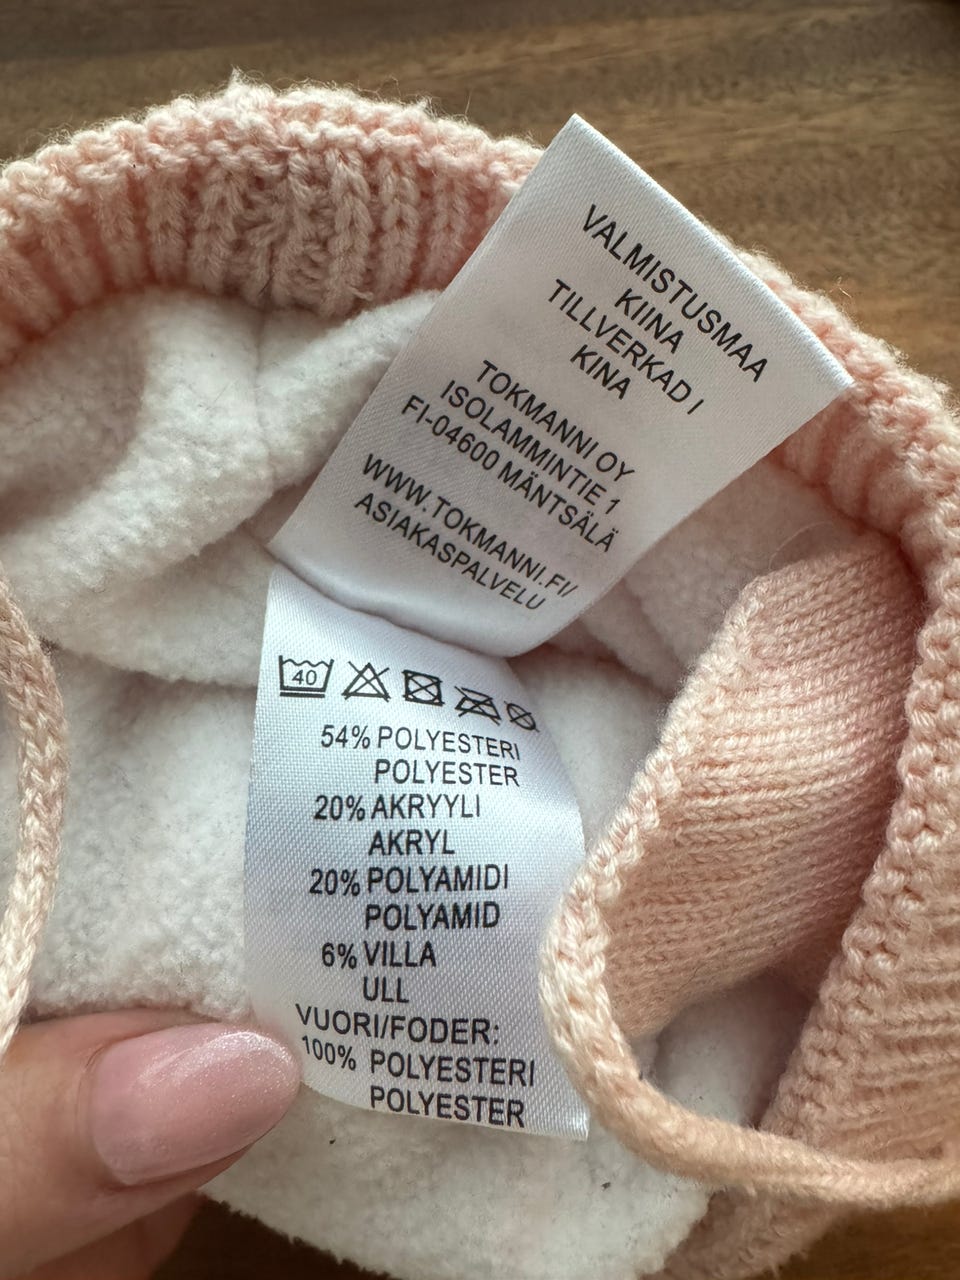 VALMISTUSMAA
KIINA
TILLVERKAD I
KINA
TOKMANNI OY
ISOLAMMINTIE 1
FI-04600 MÄNTSÄLÄ
WWW.TOKMANNI.FI/
ASIAKASPALVELU
40
54% POLYESTERI
POLYESTER
20% AKRYYLI
AKRYL
20% POLYAMIDI
POLYAMID
6% VILLA
ULL
VUORI/FODER:
100% POLYESTERI
POLYESTER